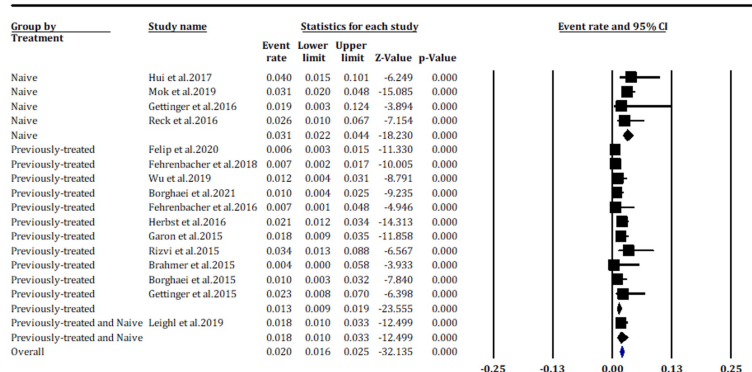 Group by Treatment Study name Statistics for each study Event rate and 95% CI
Event rate Lower limit Upper limit Z-Value p-Value
Naive Hui et al.2017 0.040 0.015 0.101 -6.249 0.000
Naive Mok et al.2019 0.031 0.020 0.048 -15.085 0.000
Naive Gettinger et al.2016 0.019 0.003 0.124 -3.894 0.000
Naive Reck et al.2016 0.026 0.010 0.067 -7.154 0.000
Naive 0.031 0.022 0.044 -18.230 0.000
Previously-treated Felip et al.2020 0.006 0.003 0.015 -11.330 0.000
Previously-treated Fehrenbacher et al.2018 0.007 0.002 0.017 -10.005 0.000
Previously-treated Wu et al.2019 0.012 0.004 0.031 -8.791 0.000
Previously-treated Borghaei et al.2021 0.010 0.004 0.025 -9.235 0.000
Previously-treated Fehrenbacher et al.2016 0.007 0.001 0.048 -4.946 0.000
Previously-treated Herbst et al.2016 0.021 0.012 0.034 -14.313 0.000
Previously-treated Garon et al.2015 0.018 0.009 0.035 -11.858 0.000
Previously-treated Rizvi et al.2015 0.034 0.013 0.088 -6.567 0.000
Previously-treated Brahmer et al.2015 0.004 0.000 0.058 -3.933 0.000
Previously-treated Borghaei et al.2015 0.010 0.003 0.032 -7.840 0.000
Previously-treated Gettinger et al.2015 0.023 0.008 0.070 -6.398 0.000
Previously-treated 0.013 0.009 0.019 -23.555 0.000
Previously-treated and Naive Leighl et al.2019 0.018 0.010 0.033 -12.499 0.000
Previously-treated and Naive 0.018 0.010 0.033 -12.499 0.000
Overall 0.020 0.016 0.025 -32.135 0.000
-0.25 -0.13 0.00 0.13 0.25